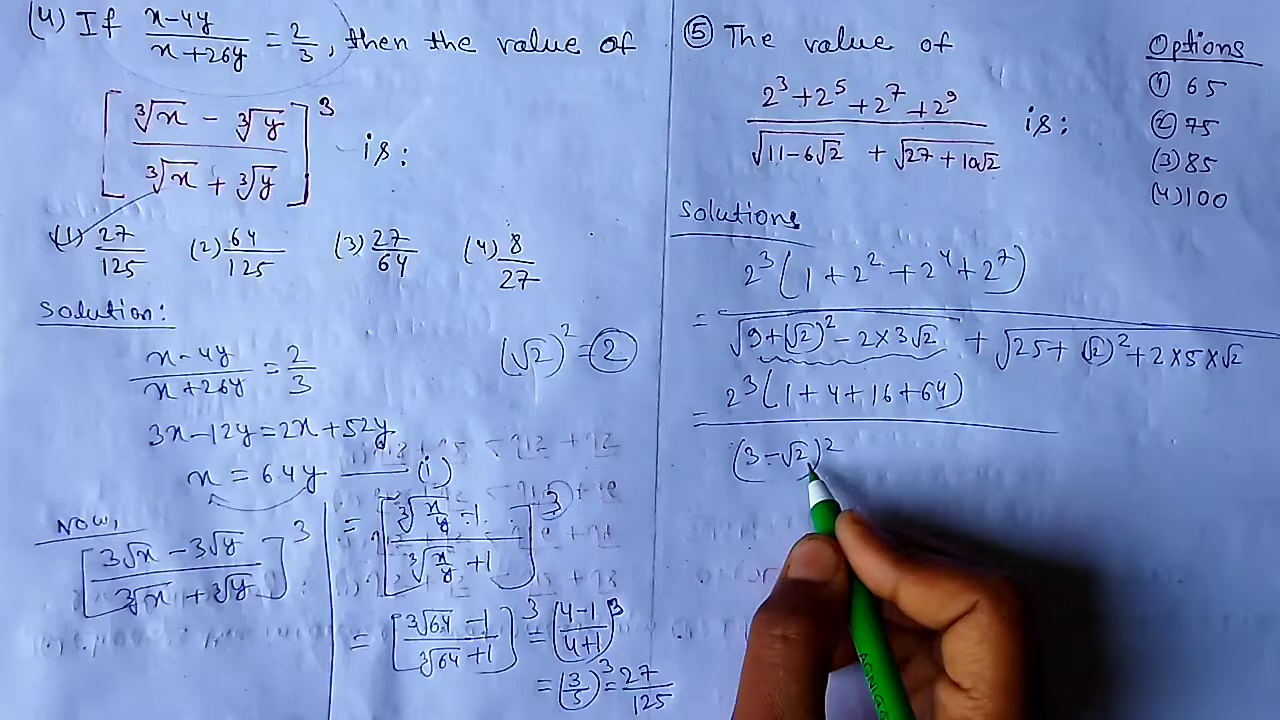 (4) If x-4y/x+26y = 2/3, then the value of
[∛x - ∛y / ∛x + ∛y]³ is:
(1) 27/125 (2) 64/125 (3) 27/64 (4) 8/27
Solution:
x-4y/x+26y = 2/3
(√2)² = 2
3x-12y = 2x+52y
x = 64y — (i)
Now,
[3√x - 3√y / ∛x + ∛y]³
= [∛x/y - 1 / ∛x/y + 1]³
= [3√64 - 1 / ∛64 + 1]³ = (4-1/4+1)³
= (3/5)³ = 27/125
⑤ The value of
2³+2⁵+2⁷+2⁹ / √11-6√2 + √27+10√2 is:
Options
① 65
② 75
(3) 85
(4) 100
Solutions
2³(1+2²+2⁴+2⁷)
= √9+(√2)²-2×3√2 + √25+(√2)²+2×5×√2
= 2³(1+4+16+64)
(3-√2)²